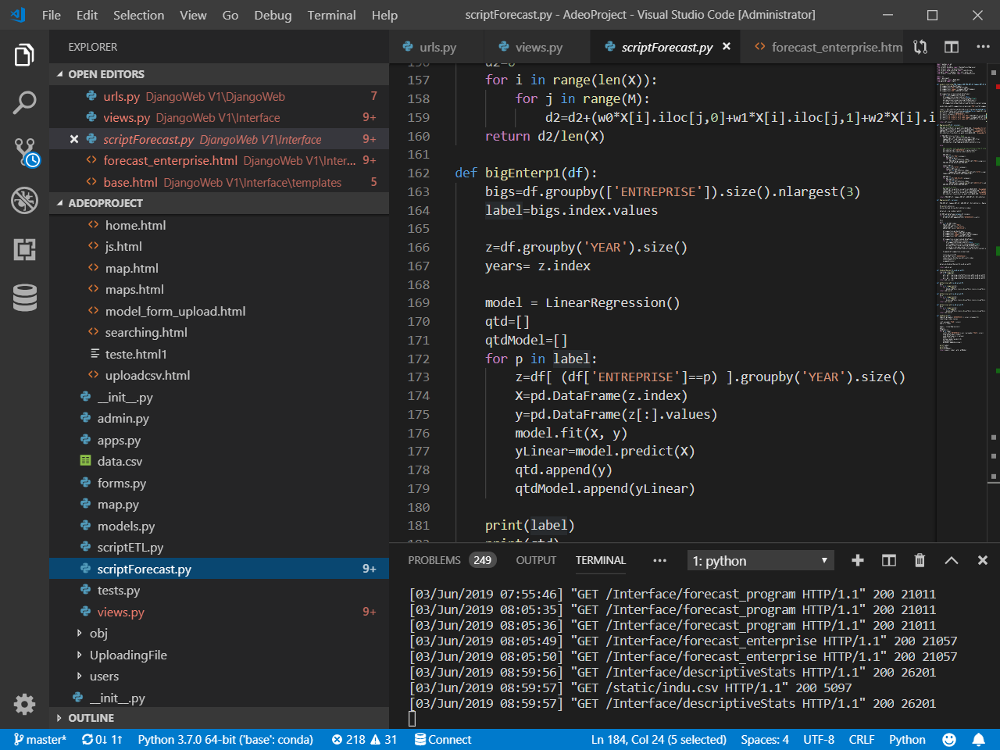 File Edit Selection View Go Debug Terminal Help scriptForecast.py - AdeoProject - Visual Studio Code [Administrator]
EXPLORER
OPEN EDITORS
urls.py DjangoWeb V1\DjangoWeb 7
views.py DjangoWeb V1\Interface 9+
scriptForecast.py DjangoWeb V1\Interface 9+
forecast_enterprise.html DjangoWeb V1\Inter... 9+
base.html DjangoWeb V1\Interface\templates 5
ADEOPROJECT
home.html
js.html
map.html
maps.html
model_form_upload.html
searching.html
teste.html1
uploadcsv.html
__init__.py
admin.py
apps.py
data.csv
forms.py
map.py
models.py
scriptETL.py
scriptForecast.py 9+
tests.py
views.py 9+
obj
UploadingFile
users
__init__.py
OUTLINE
urls.py views.py scriptForecast.py forecast_enterprise.htm
156 d2=0
157 for i in range(len(X)):
158 for j in range(M):
159 d2=d2+(w0*X[i].iloc[j,0]+w1*X[i].iloc[j,1]+w2*X[i].i
160 return d2/len(X)
161
162 def bigEnterp1(df):
163 bigs=df.groupby(['ENTREPRISE']).size().nlargest(3)
164 label=bigs.index.values
165
166 z=df.groupby('YEAR').size()
167 years= z.index
168
169 model = LinearRegression()
170 qtd=[]
171 qtdModel=[]
172 for p in label:
173 z=df[ (df['ENTREPRISE']==p) ].groupby('YEAR').size()
174 X=pd.DataFrame(z.index)
175 y=pd.DataFrame(z[:].values)
176 model.fit(X, y)
177 yLinear=model.predict(X)
178 qtd.append(y)
179 qtdModel.append(yLinear)
180
181 print(label)
182 print(qtd)
PROBLEMS 249 OUTPUT TERMINAL ••• 1: python
[03/Jun/2019 07:55:46] "GET /Interface/forecast_program HTTP/1.1" 200 21011
[03/Jun/2019 08:05:35] "GET /Interface/forecast_program HTTP/1.1" 200 21011
[03/Jun/2019 08:05:36] "GET /Interface/forecast_program HTTP/1.1" 200 21011
[03/Jun/2019 08:05:49] "GET /Interface/forecast_enterprise HTTP/1.1" 200 21057
[03/Jun/2019 08:05:50] "GET /Interface/forecast_enterprise HTTP/1.1" 200 21057
[03/Jun/2019 08:59:56] "GET /Interface/descriptiveStats HTTP/1.1" 200 26201
[03/Jun/2019 08:59:57] "GET /static/indu.csv HTTP/1.1" 200 5097
[03/Jun/2019 08:59:57] "GET /Interface/descriptiveStats HTTP/1.1" 200 26201
master* 0↓ 1↑ Python 3.7.0 64-bit ('base': conda) 218 31 Connect Ln 184, Col 24 (5 selected) Spaces: 4 UTF-8 CRLF Python